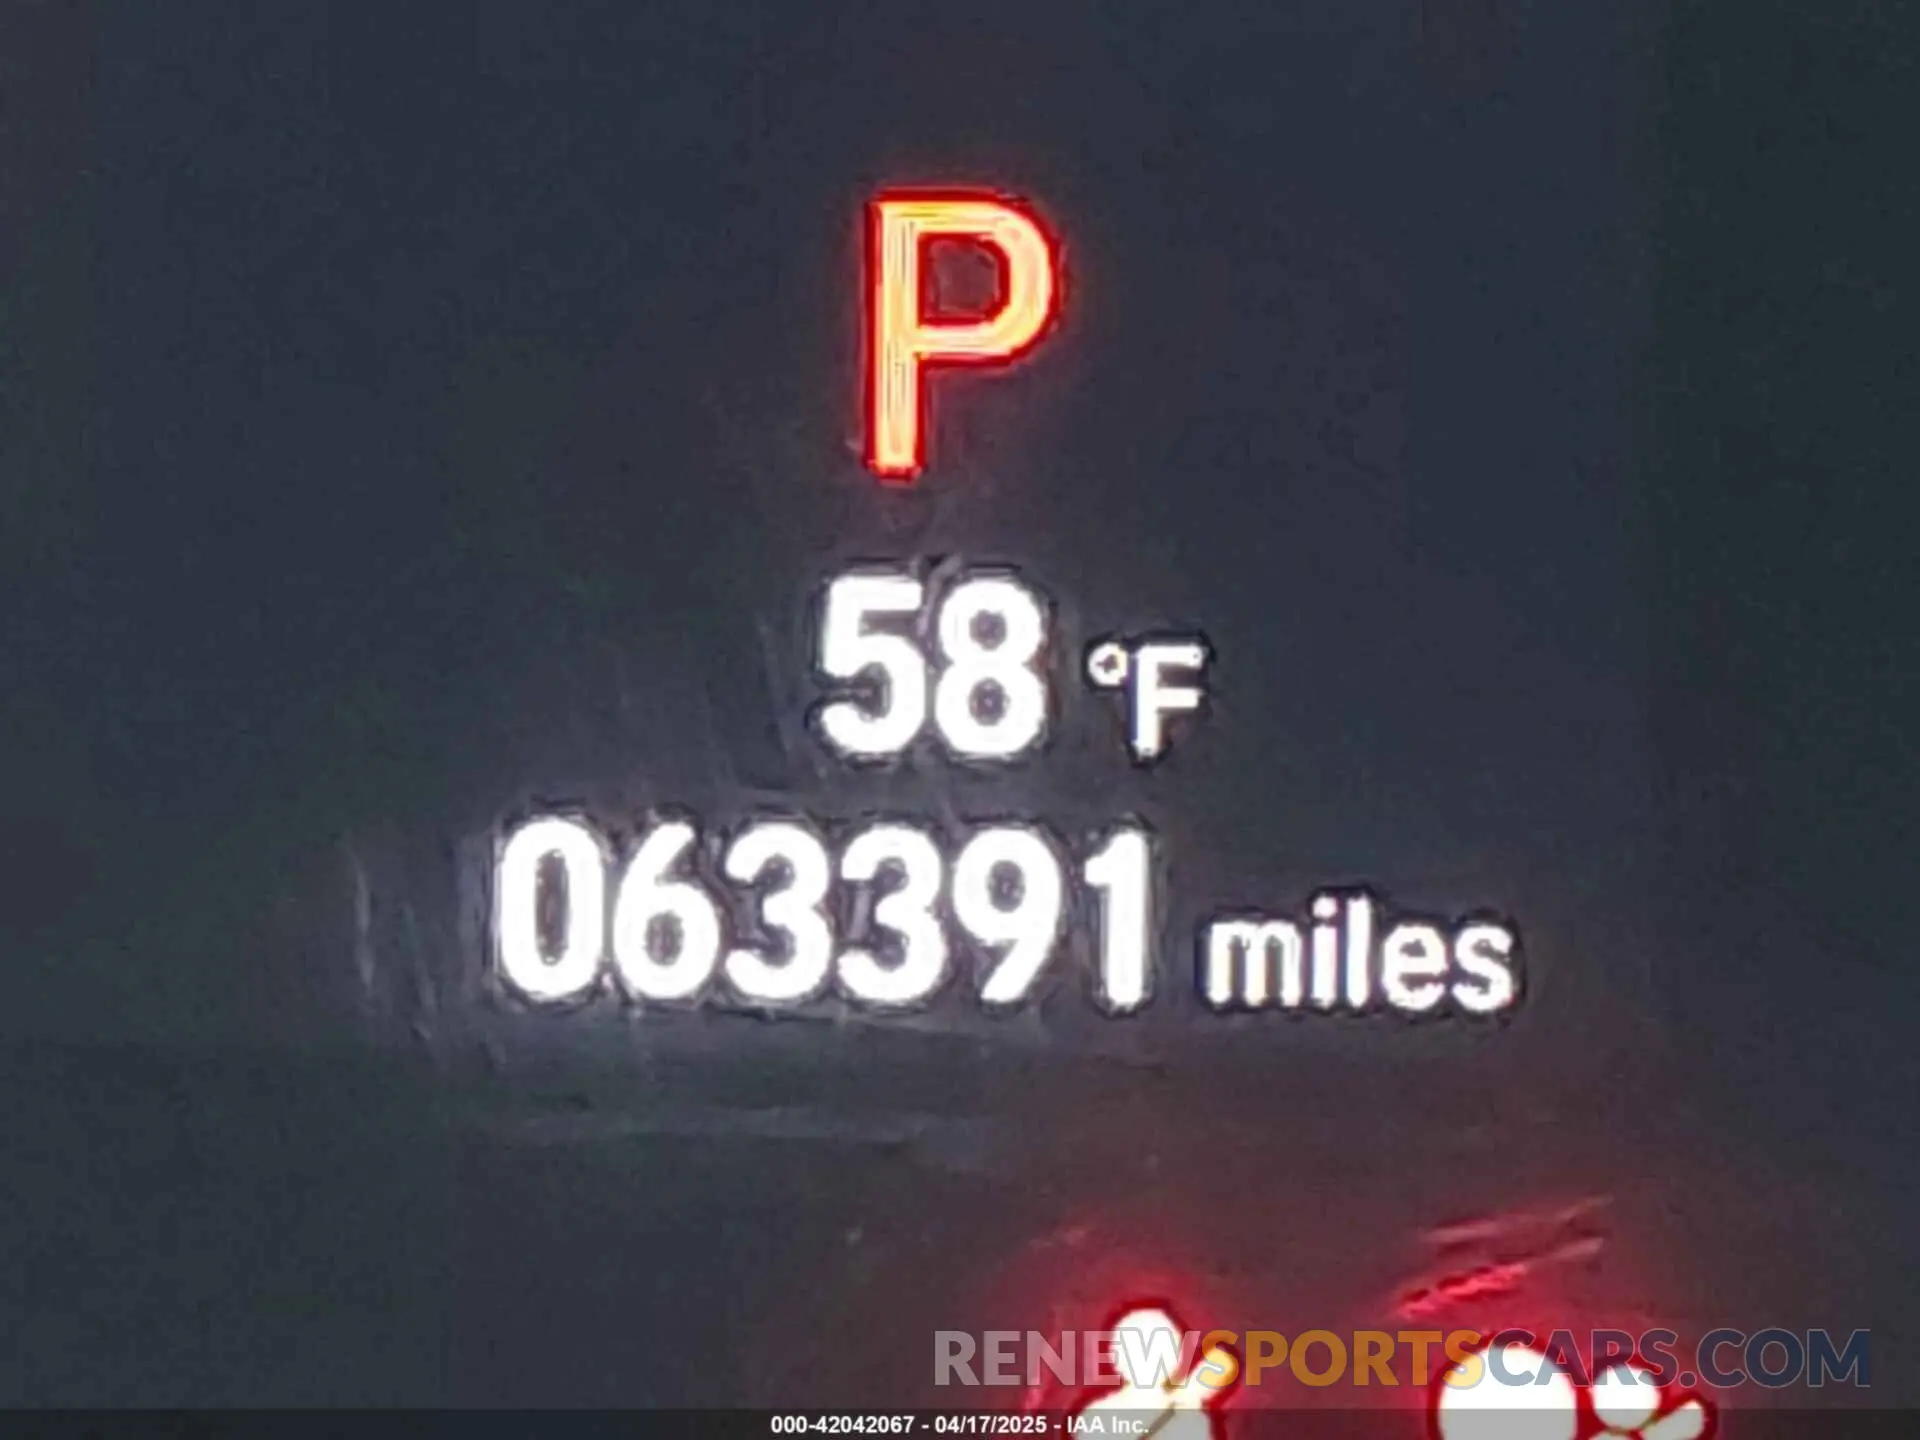 P
58 °F
063391 miles
RENEWSPORTSCARS.COM
000-42042067 - 04/17/2025 - IAA Inc.